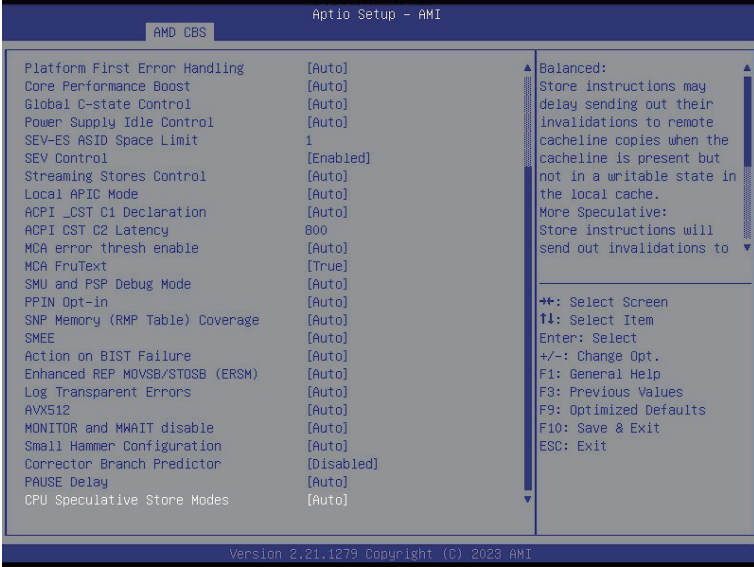 Aptio Setup - AMI
AMD CBS
Platform First Error Handling [Auto]
Core Performance Boost [Auto]
Global C-state Control [Auto]
Power Supply Idle Control [Auto]
SEV-ES ASID Space Limit 1
SEV Control [Enabled]
Streaming Stores Control [Auto]
Local APIC Mode [Auto]
ACPI _CST C1 Declaration [Auto]
ACPI CST C2 Latency 800
MCA error thresh enable [Auto]
MCA FruText [True]
SMU and PSP Debug Mode [Auto]
PPIN Opt-in [Auto]
SNP Memory (RMP Table) Coverage [Auto]
SMEE [Auto]
Action on BIST Failure [Auto]
Enhanced REP MOVSB/STOSB (ERSM) [Auto]
Log Transparent Errors [Auto]
AVX512 [Auto]
MONITOR and MWAIT disable [Auto]
Small Hammer Configuration [Auto]
Corrector Branch Predictor [Disabled]
PAUSE Delay [Auto]
CPU Speculative Store Modes [Auto]
Balanced:
Store instructions may
delay sending out their
invalidations to remote
cacheline copies when the
cacheline is present but
not in a writable state in
the local cache.
More Speculative:
Store instructions will
send out invalidations to
→←: Select Screen
↑↓: Select Item
Enter: Select
+/-: Change Opt.
F1: General Help
F3: Previous Values
F9: Optimized Defaults
F10: Save & Exit
ESC: Exit
Version 2.21.1279 Copyright (C) 2023 AMI